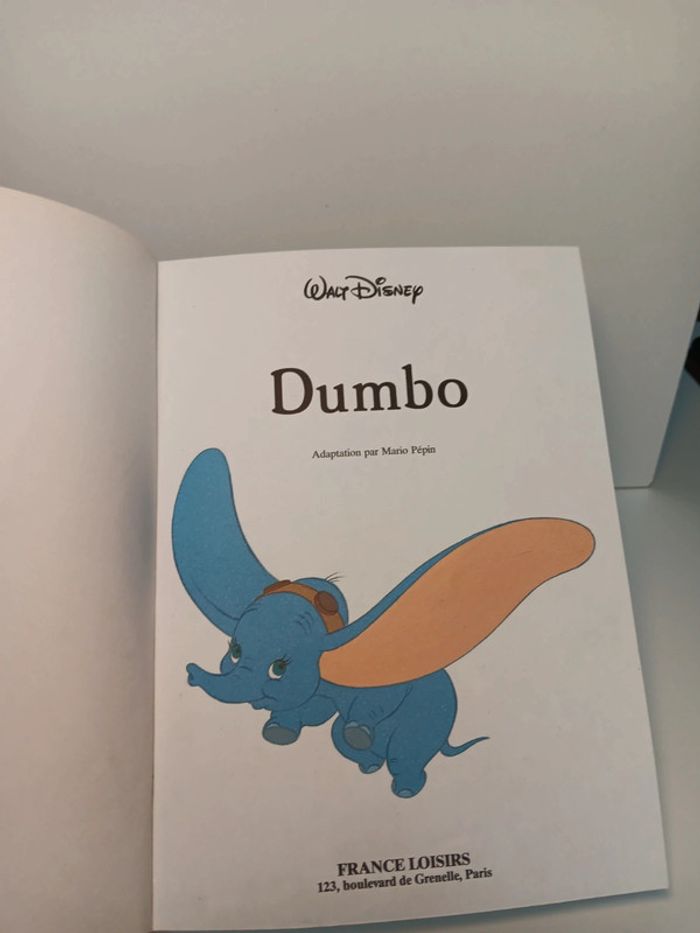 WALT DISNEY
Dumbo
Adaptation par Mario Pépin
FRANCE LOISIRS
123, boulevard de Grenelle, Paris